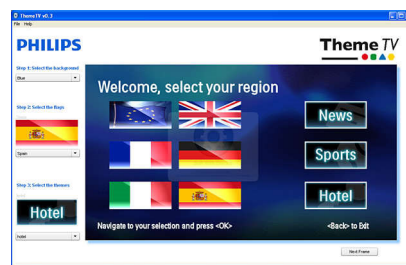 ThemeTV v0.3
File Help
PHILIPS
Theme TV
Step 1: Select the background
Blue
Step 2: Select the flags
Spain
Step 3: Select the themes
Hotel
Hotel
Welcome, select your region
News
Sports
Hotel
Navigate to your selection and press <OK>
<Back> to Exit
Next Frame